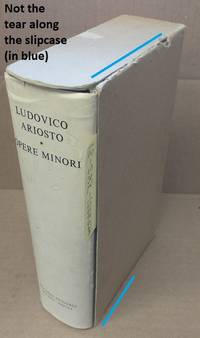 Not the
tear along
the slipcase
(in blue)
LUDOVICO
ARIOSTO
*
OPERE MINORI